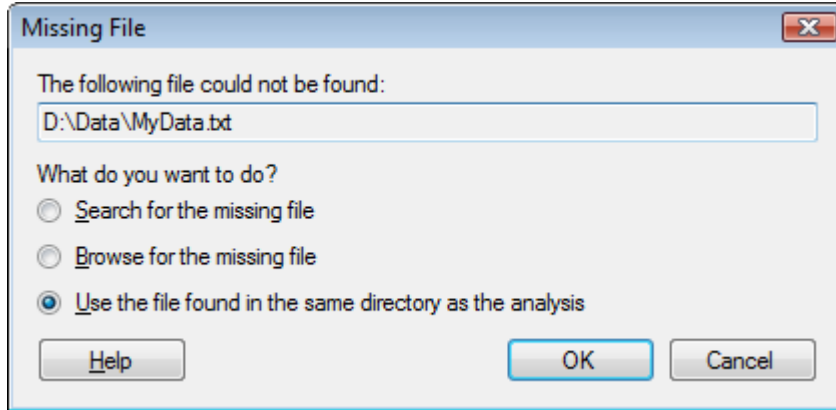 Missing File
The following file could not be found:
D:\Data\MyData.txt
What do you want to do?
Search for the missing file
Browse for the missing file
Use the file found in the same directory as the analysis
Help OK Cancel